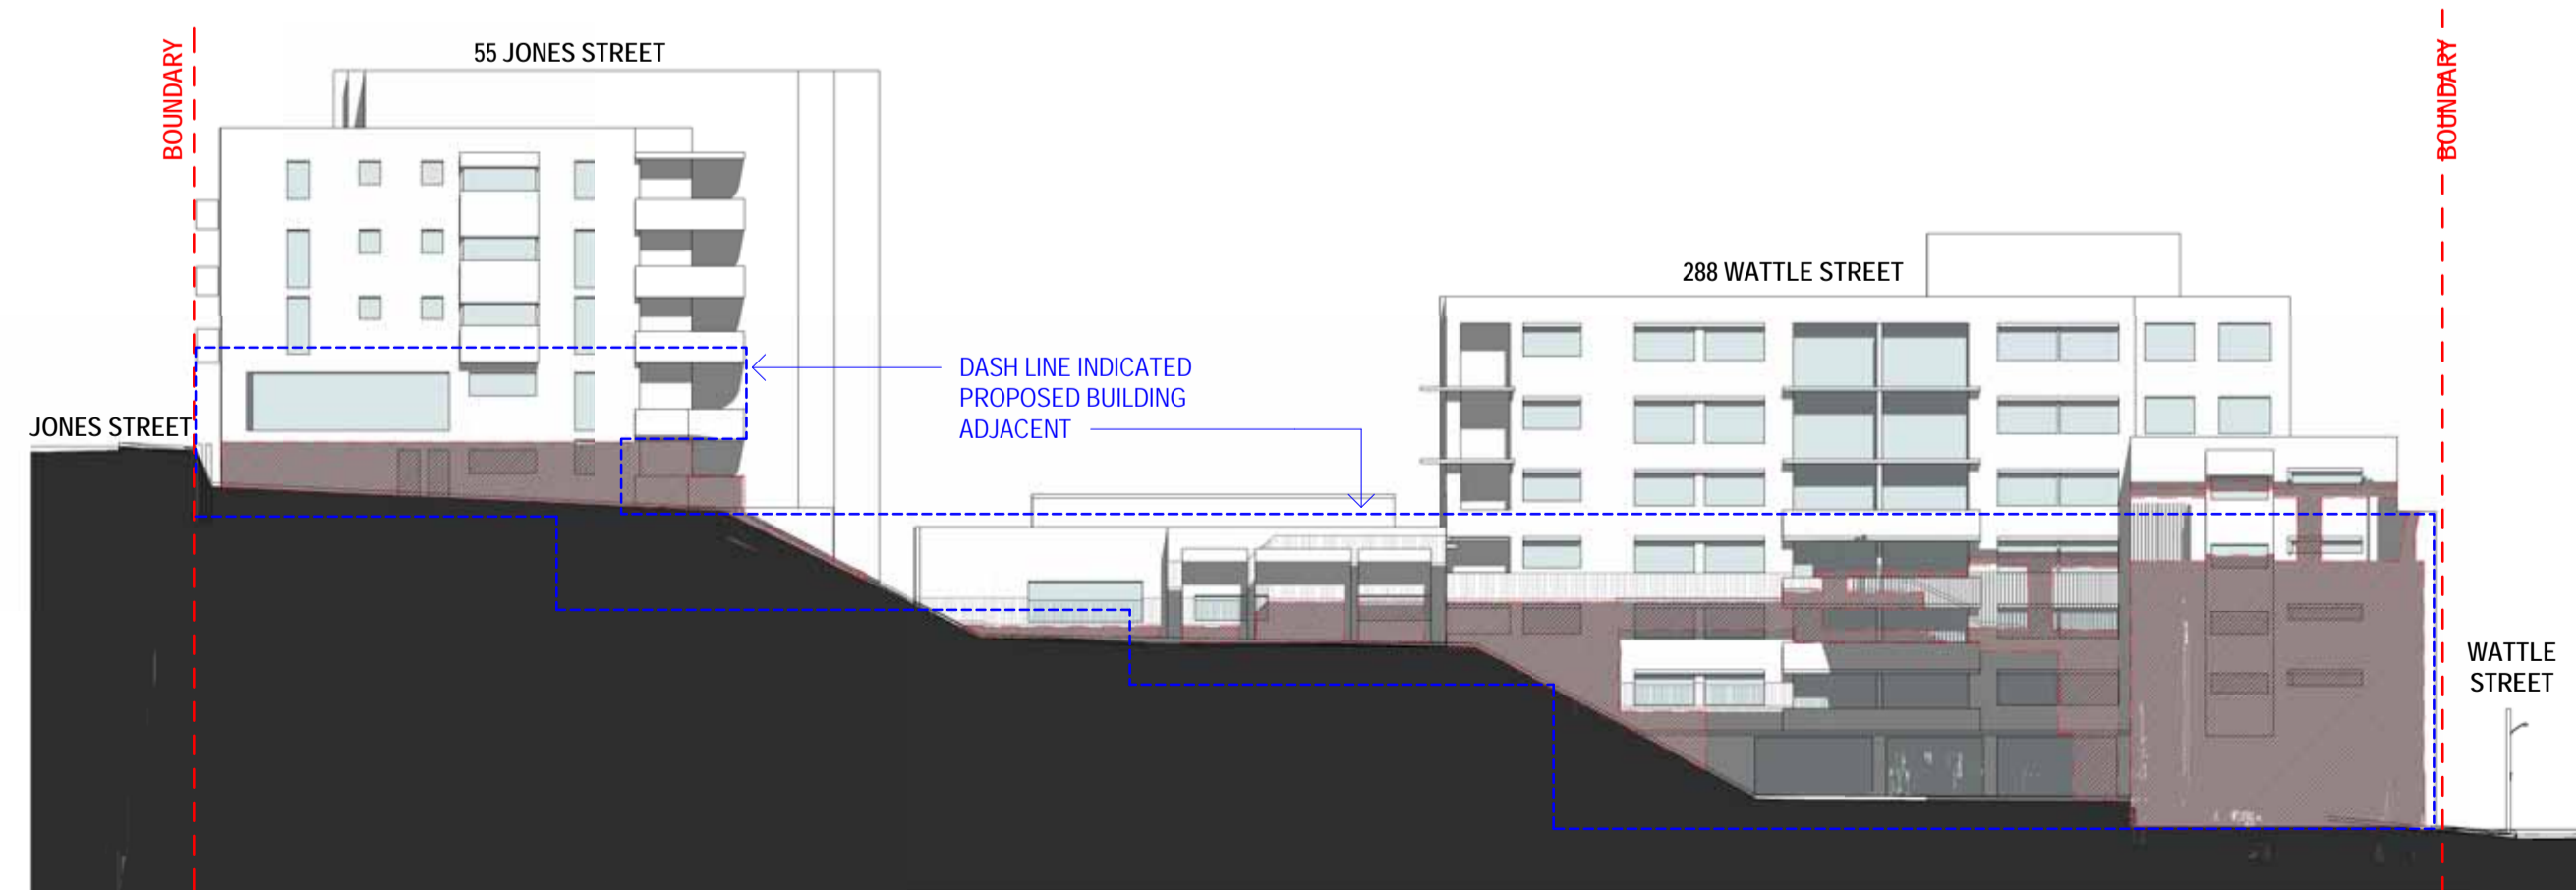 55 JONES STREET
BOUNDARY
BOUNDARY
288 WATTLE STREET
DASH LINE INDICATED
PROPOSED BUILDING
ADJACENT
JONES STREET
WATTLE
STREET